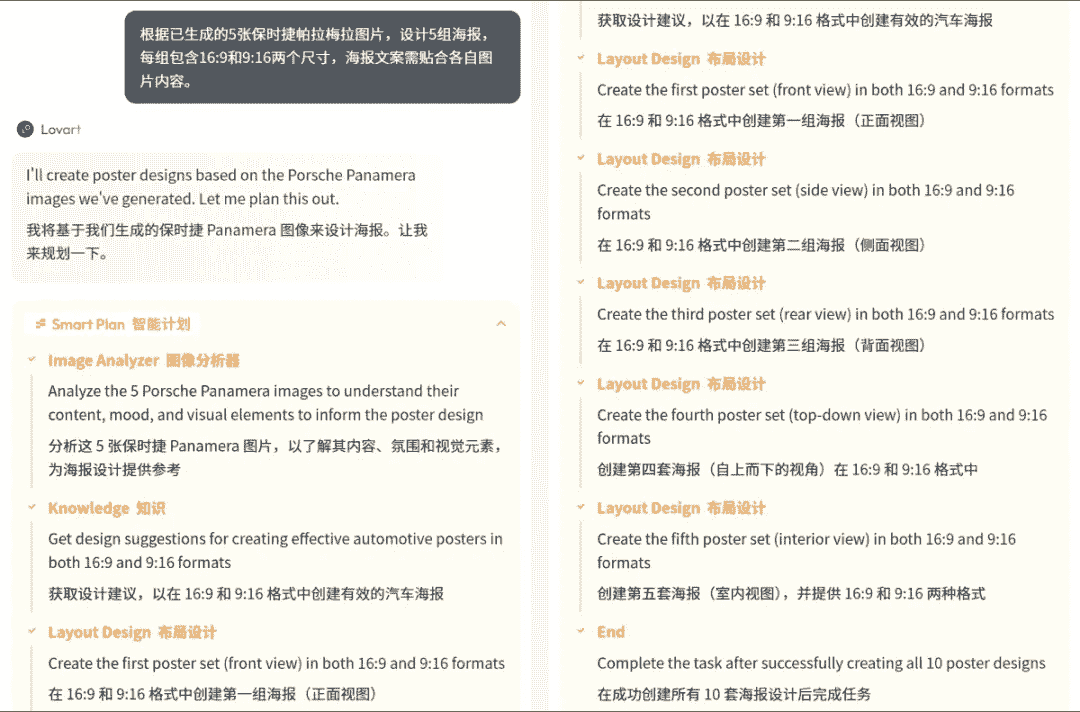 根据已生成的5张保时捷帕拉梅拉图片，设计5组海报，
每组包含16:9和9:16两个尺寸，海报文案需贴合各自图
片内容。
Lovart
I'll create poster designs based on the Porsche Panamera
images we've generated. Let me plan this out.
我将基于我们生成的保时捷 Panamera 图像来设计海报。让我
来规划一下。
Smart Plan 智能计划
Image Analyzer 图像分析器
Analyze the 5 Porsche Panamera images to understand their
content, mood, and visual elements to inform the poster design
分析这 5 张保时捷 Panamera 图片，以了解其内容、氛围和视觉元素，
为海报设计提供参考
Knowledge 知识
Get design suggestions for creating effective automotive posters in
both 16:9 and 9:16 formats
获取设计建议，以在 16:9 和 9:16 格式中创建有效的汽车海报
Layout Design 布局设计
Create the first poster set (front view) in both 16:9 and 9:16 formats
在 16:9 和 9:16 格式中创建第一组海报（正面视图）
获取设计建议，以在 16:9 和 9:16 格式中创建有效的汽车海报
Layout Design 布局设计
Create the first poster set (front view) in both 16:9 and 9:16 formats
在 16:9 和 9:16 格式中创建第一组海报（正面视图）
Layout Design 布局设计
Create the second poster set (side view) in both 16:9 and 9:16
formats
在 16:9 和 9:16 格式中创建第二组海报（侧面视图）
Layout Design 布局设计
Create the third poster set (rear view) in both 16:9 and 9:16 formats
在 16:9 和 9:16 格式中创建第三组海报（背面视图）
Layout Design 布局设计
Create the fourth poster set (top-down view) in both 16:9 and 9:16
formats
创建第四套海报（自上而下的视角）在 16:9 和 9:16 格式中
Layout Design 布局设计
Create the fifth poster set (interior view) in both 16:9 and 9:16
formats
创建第五套海报（室内视图），并提供 16:9 和 9:16 两种格式
End
Complete the task after successfully creating all 10 poster designs
在成功创建所有 10 套海报设计后完成任务